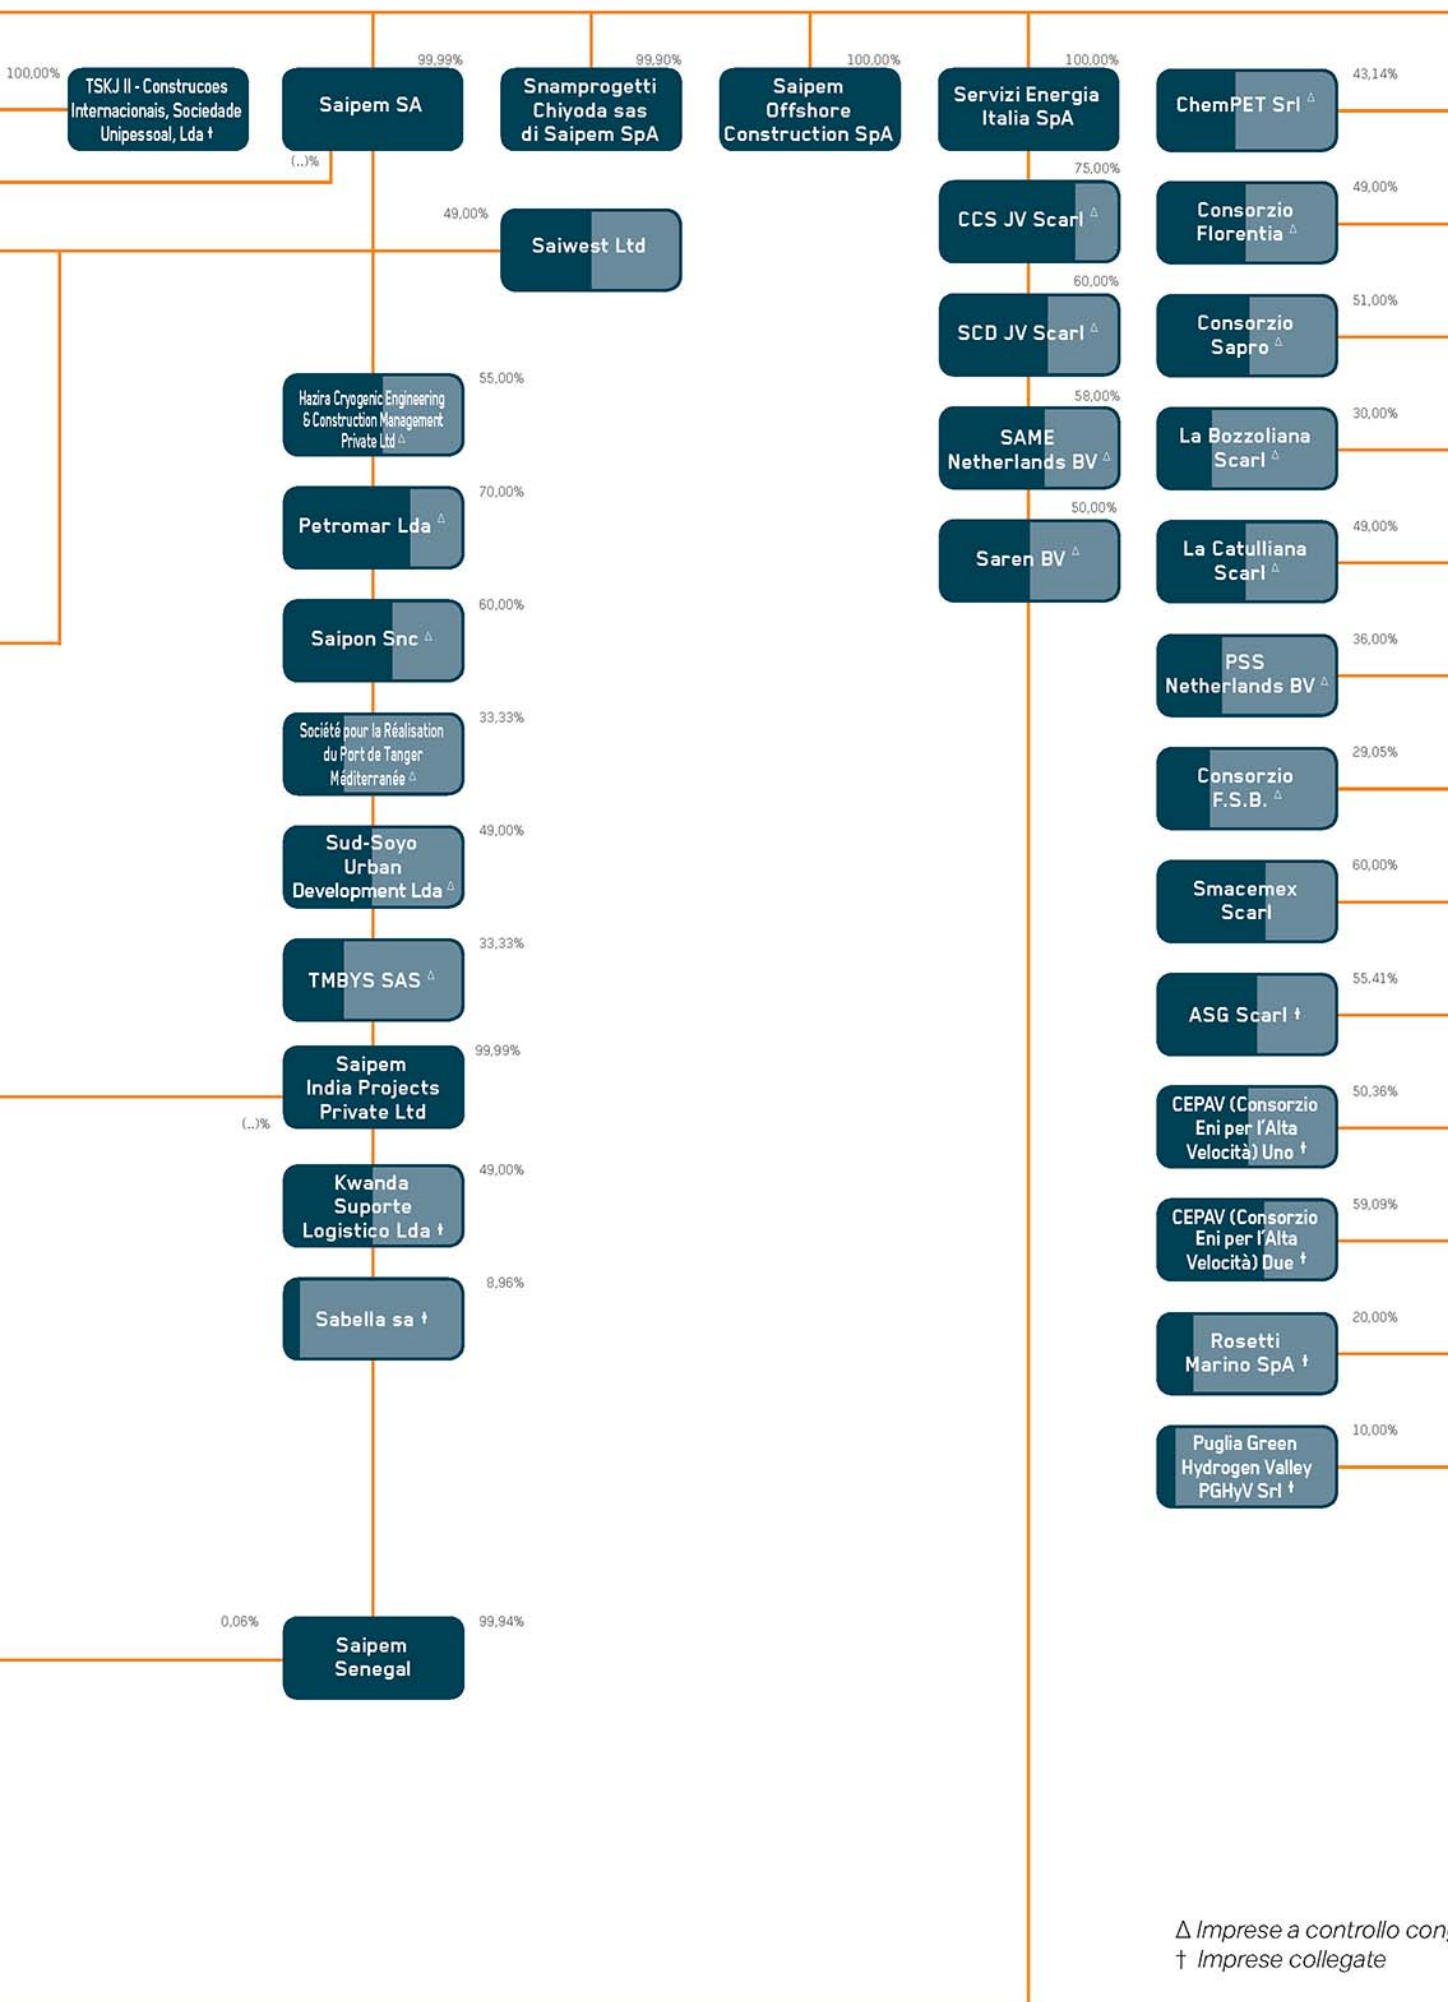 100,00%
TSKJ II - Construcoes
Internacionais, Sociedade
Unipessoal, Lda †
99,99%
Saipem SA
(..)%
99,90%
Snamprogetti
Chiyoda sas
di Saipem SpA
100,00%
Saipem
Offshore
Construction SpA
100,00%
Servizi Energia
Italia SpA
43,14%
ChemPET Srl Δ
49,00%
Saiwest Ltd
75,00%
CCS JV Scarl Δ
60,00%
SCD JV Scarl Δ
58,00%
SAME
Netherlands BV Δ
50,00%
Saren BV Δ
55,00%
Hazira Cryogenic Engineering
& Construction Management
Private Ltd Δ
70,00%
Petromar Lda Δ
60,00%
Saipon Snc Δ
33,33%
Société pour la Réalisation
du Port de Tanger
Méditerranée Δ
49,00%
Sud-Soyo
Urban
Development Lda Δ
33,33%
TMBYS SAS Δ
99,99%
Saipem
India Projects
Private Ltd
(..)%
49,00%
Kwanda
Suporte
Logistico Lda †
8,96%
Sabella sa †
0,06%
99,94%
Saipem
Senegal
49,00%
Consorzio
Florentia Δ
51,00%
Consorzio
Sapro Δ
30,00%
La Bozzoliana
Scarl Δ
49,00%
La Catulliana
Scarl Δ
36,00%
PSS
Netherlands BV Δ
29,05%
Consorzio
F.S.B. Δ
60,00%
Smacemex
Scarl
55,41%
ASG Scarl †
50,36%
CEPAV (Consorzio
Eni per l'Alta
Velocità) Uno †
59,09%
CEPAV (Consorzio
Eni per l'Alta
Velocità) Due †
20,00%
Rosetti
Marino SpA †
10,00%
Puglia Green
Hydrogen Valley
PGHyV Srl †
Δ Imprese a controllo
† Imprese collegate